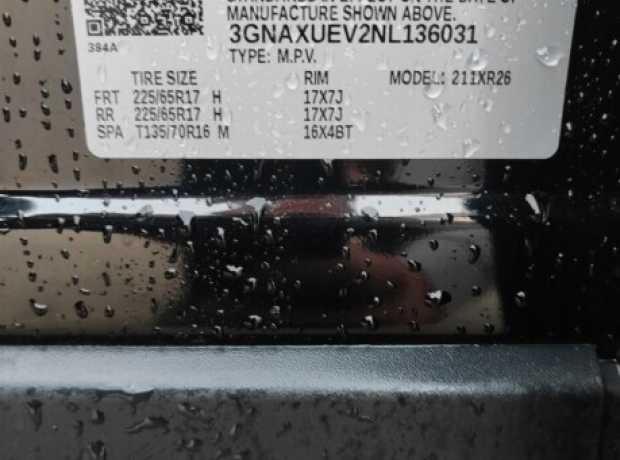 MANUFACTURE SHOWN ABOVE.
3GNAXUEV2NL136031
384A
TYPE: M.P.V.
TIRE SIZE RIM MODEL: 211XR26
FRT 225/65R17 H 17X7J
RR 225/65R17 H 17X7J
SPA T135/70R16 M 16X4BT